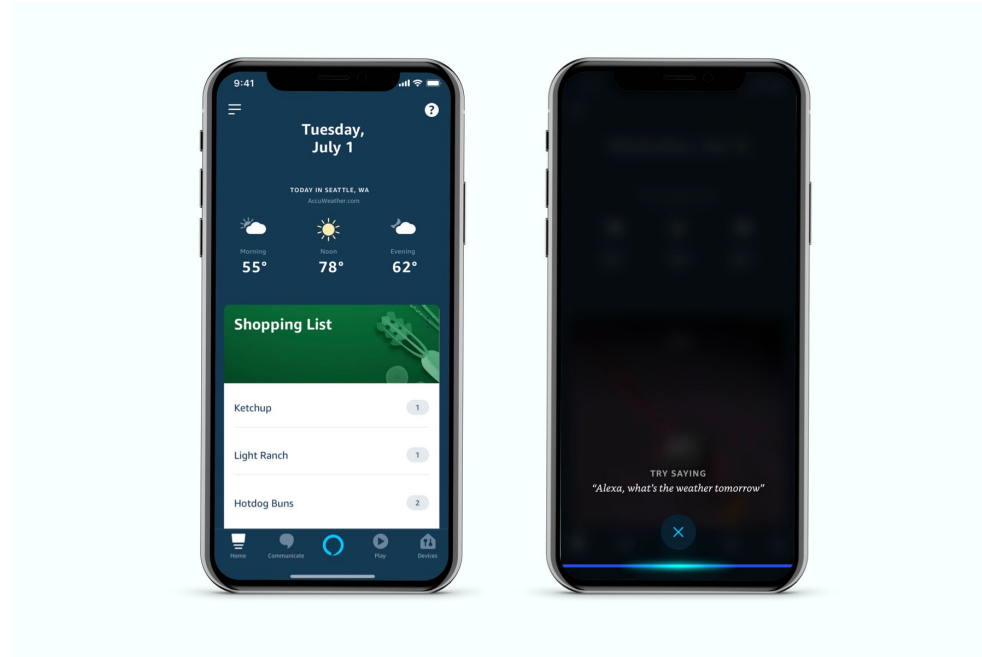 9:41
?
Tuesday,
July 1
TODAY IN SEATTLE, WA
AccuWeather.com
Morning
Noon
Evening
55°
78°
62°
Shopping List
Ketchup
1
Light Ranch
1
Hotdog Buns
2
Home
Communicate
Play
Devices
TRY SAYING
“Alexa, what's the weather tomorrow”